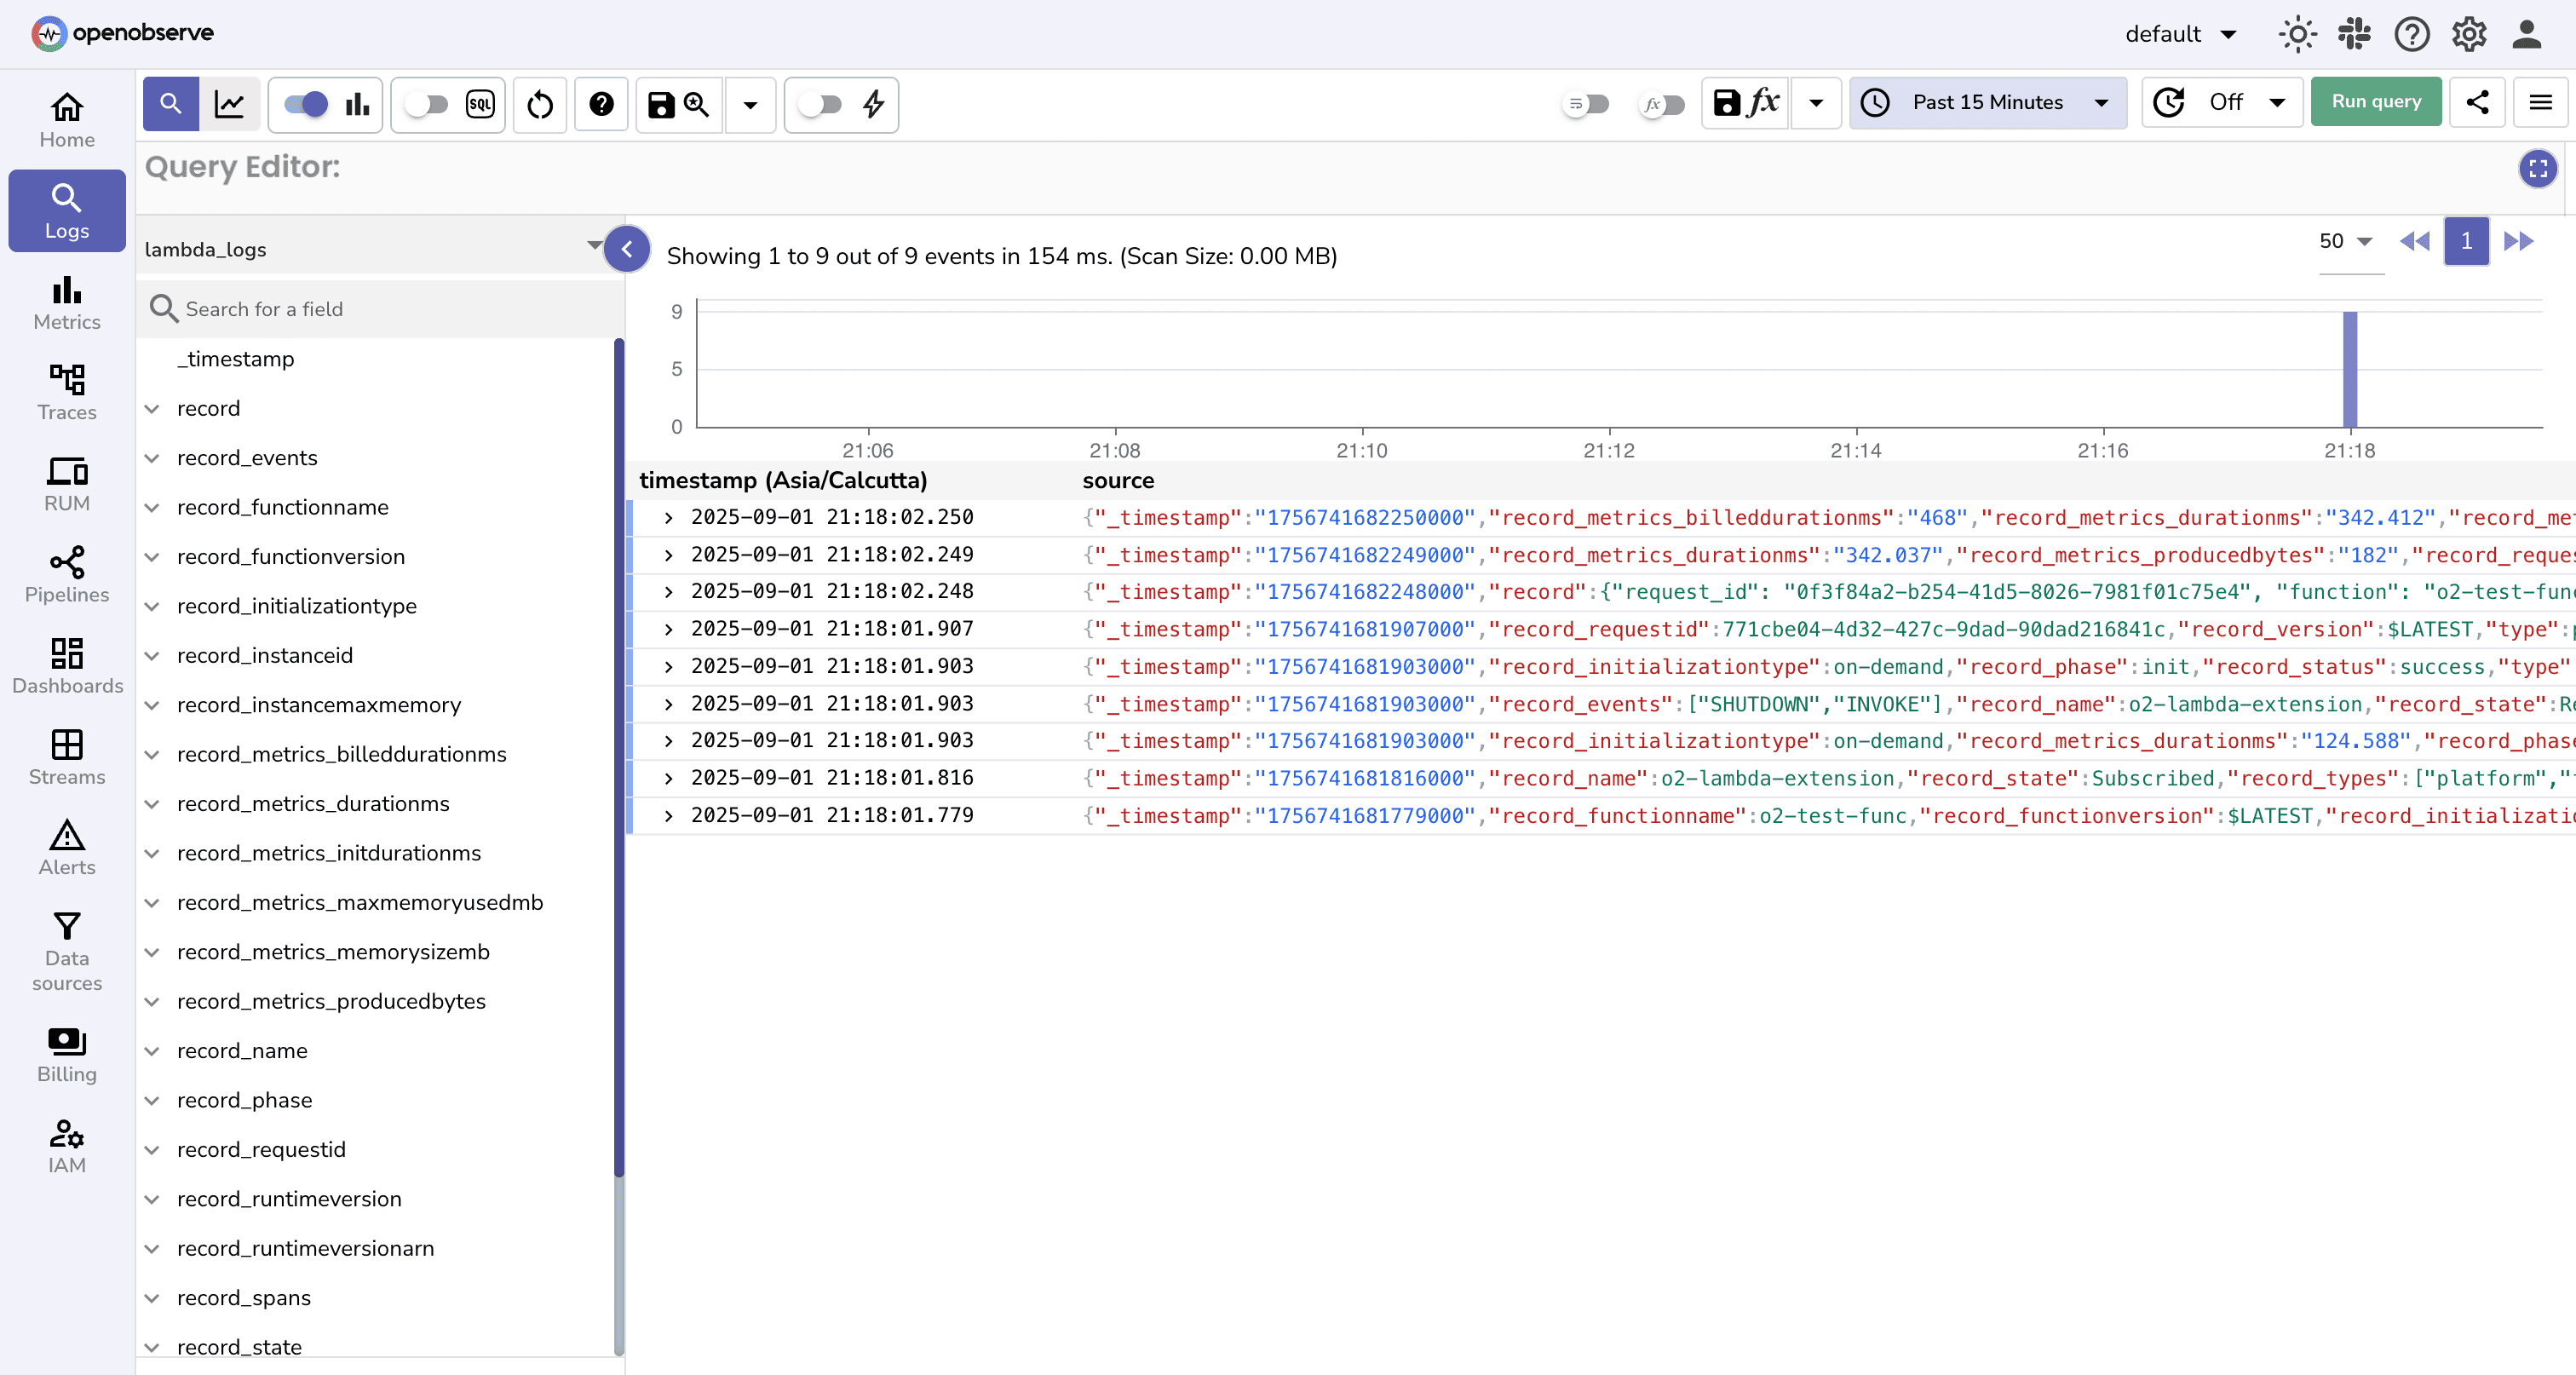 openobserve
default
SQL
fx
fx
Past 15 Minutes
Off
Run query
Home
Logs
Metrics
Traces
RUM
Pipelines
Dashboards
Streams
Alerts
Data
sources
Billing
IAM
Query Editor:
lambda_logs
Search for a field
_timestamp
record
record_events
record_functionname
record_functionversion
record_initializationtype
record_instanceid
record_instancemaxmemory
record_metrics_billeddurationms
record_metrics_durationms
record_metrics_initdurationms
record_metrics_maxmemoryusedmb
record_metrics_memorysizemb
record_metrics_producedbytes
record_name
record_phase
record_requestid
record_runtimeversion
record_runtimeversionarn
record_spans
record_state
Showing 1 to 9 out of 9 events in 154 ms. (Scan Size: 0.00 MB)
50
1
9
5
0
21:06 21:08 21:10 21:12 21:14 21:16 21:18
timestamp (Asia/Calcutta) source
2025-09-01 21:18:02.250 {"_timestamp":"1756741682250000","record_metrics_billeddurationms":"468","record_metrics_durationms":"342.412","record_me
2025-09-01 21:18:02.249 {"_timestamp":"1756741682249000","record_metrics_durationms":"342.037","record_metrics_producedbytes":"182","record_reques
2025-09-01 21:18:02.248 {"_timestamp":"1756741682248000","record":{"request_id": "0f3f84a2-b254-41d5-8026-7981f01c75e4", "function": "o2-test-func
2025-09-01 21:18:01.907 {"_timestamp":"1756741681907000","record_requestid":771cbe04-4d32-427c-9dad-90dad216841c,"record_version":$LATEST,"type":p
2025-09-01 21:18:01.903 {"_timestamp":"1756741681903000","record_initializationtype":on-demand,"record_phase":init,"record_status":success,"type"
2025-09-01 21:18:01.903 {"_timestamp":"1756741681903000","record_events":["SHUTDOWN","INVOKE"],"record_name":o2-lambda-extension,"record_state":Re
2025-09-01 21:18:01.903 {"_timestamp":"1756741681903000","record_initializationtype":on-demand,"record_metrics_durationms":"124.588","record_phase
2025-09-01 21:18:01.816 {"_timestamp":"1756741681816000","record_name":o2-lambda-extension,"record_state":Subscribed,"record_types":["platform","
2025-09-01 21:18:01.779 {"_timestamp":"1756741681779000","record_functionname":o2-test-func,"record_functionversion":$LATEST,"record_initializatio